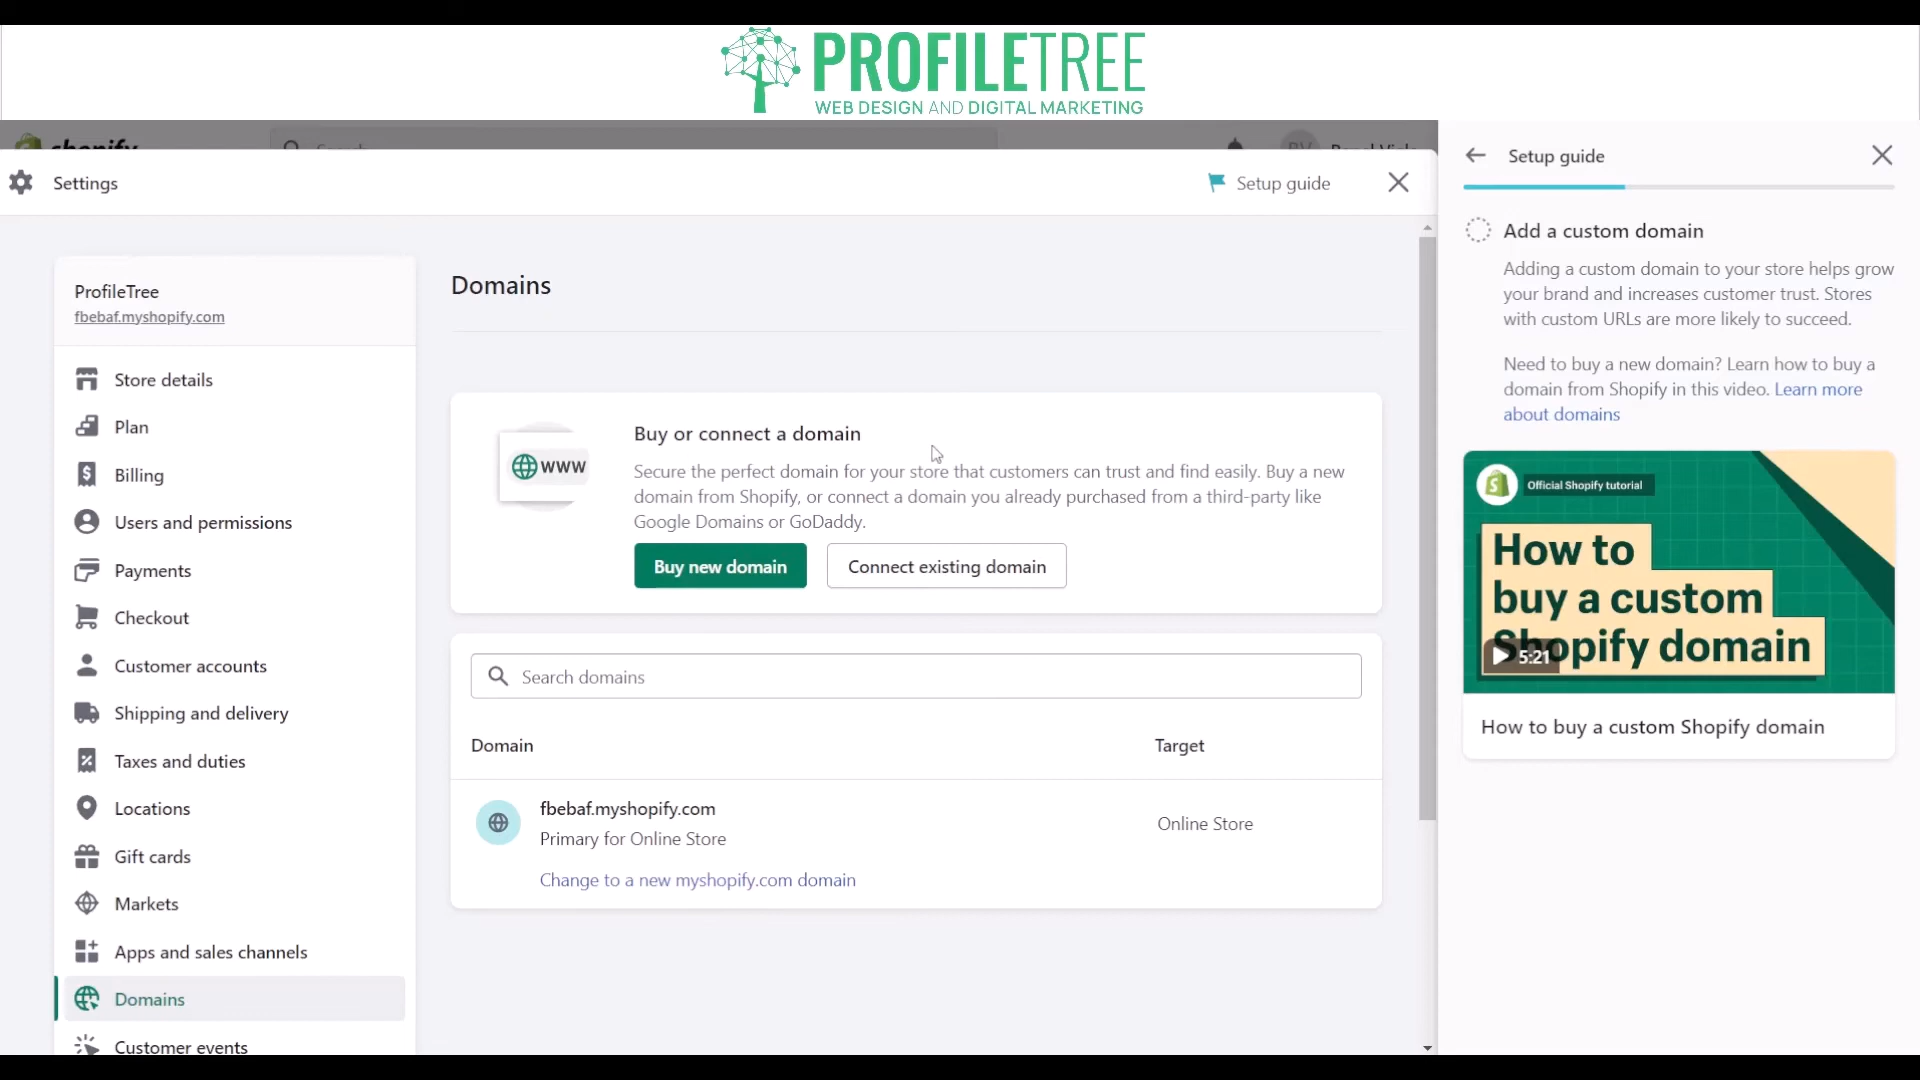 PROFILETREE
WEB DESIGN AND DIGITAL MARKETING
shopify
Search
Settings
Setup guide
ProfileTree
fbebaf.myshopify.com
Store details
Plan
Billing
Users and permissions
Payments
Checkout
Customer accounts
Shipping and delivery
Taxes and duties
Locations
Gift cards
Markets
Apps and sales channels
Domains
Customer events
Domains
WWW
Buy or connect a domain
Secure the perfect domain for your store that customers can trust and find easily. Buy a new
domain from Shopify, or connect a domain you already purchased from a third-party like
Google Domains or GoDaddy.
Buy new domain
Connect existing domain
Search domains
Domain Target
fbebaf.myshopify.com
Primary for Online Store
Online Store
Change to a new myshopify.com domain
Setup guide
Add a custom domain
Adding a custom domain to your store helps grow
your brand and increases customer trust. Stores
with custom URLs are more likely to succeed.
Need to buy a new domain? Learn how to buy a
domain from Shopify in this video. Learn more
about domains
Official Shopify tutorial
How to
buy a custom
Shopify domain
5:21
How to buy a custom Shopify domain